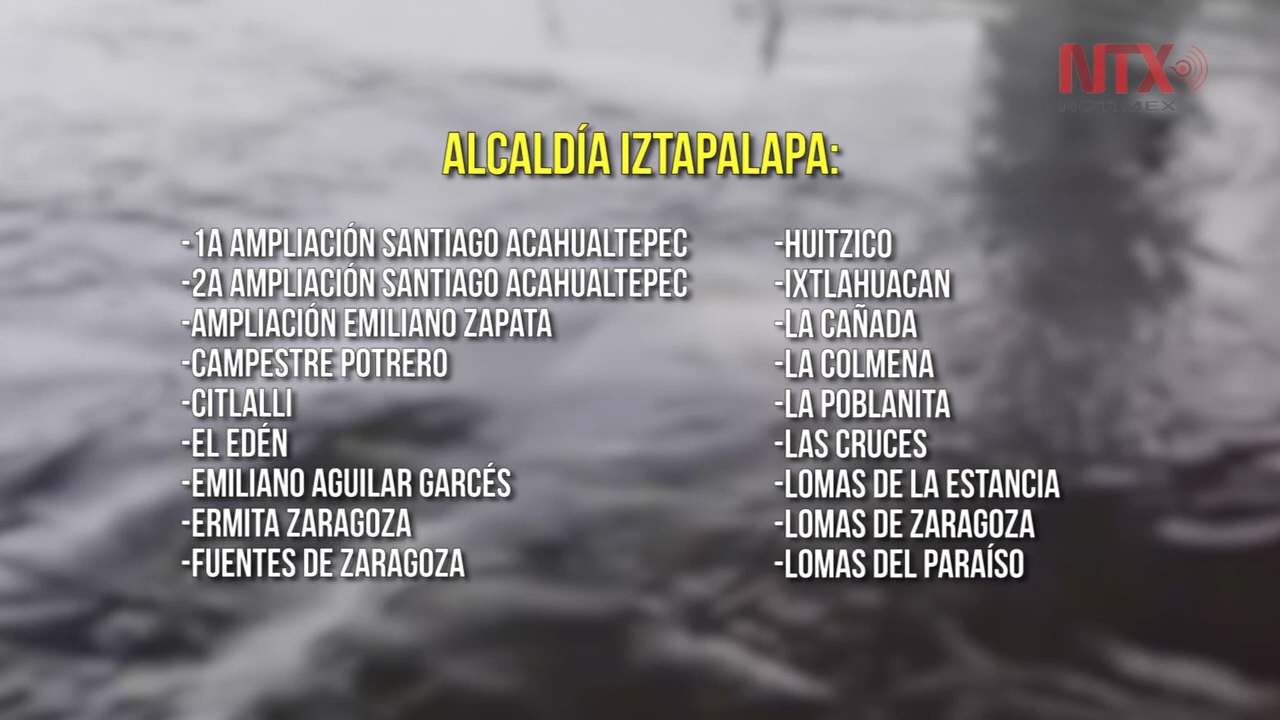 NTX
NOTIMEX
ALCALDÍA IZTAPALAPA:
-1A AMPLIACIÓN SANTIAGO ACAHUALTEPEC
-2A AMPLIACIÓN SANTIAGO ACAHUALTEPEC
-AMPLIACIÓN EMILIANO ZAPATA
-CAMPESTRE POTRERO
-CITLALLI
-EL EDÉN
-EMILIANO AGUILAR GARCÉS
-ERMITA ZARAGOZA
-FUENTES DE ZARAGOZA
-HUITZICO
-IXTLAHUACAN
-LA CAÑADA
-LA COLMENA
-LA POBLANITA
-LAS CRUCES
-LOMAS DE LA ESTANCIA
-LOMAS DE ZARAGOZA
-LOMAS DEL PARAÍSO